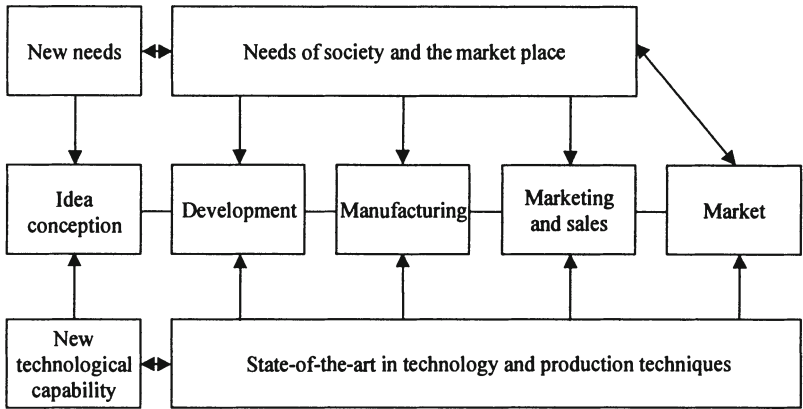 New needs
Needs of society and the market place
Idea
conception
Development
Manufacturing
Marketing
and sales
Market
New
technological
capability
State-of-the-art in technology and production techniques